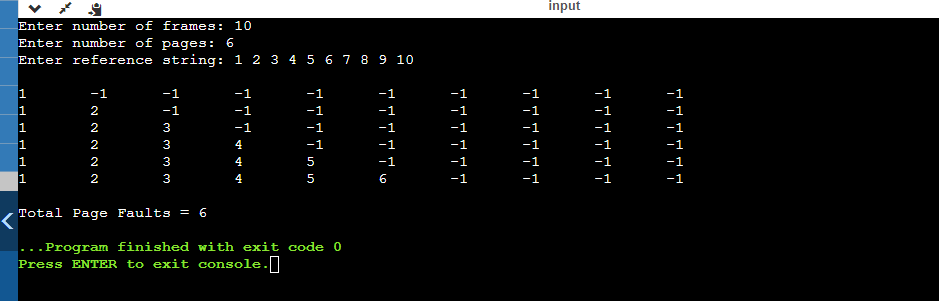 input
Enter number of frames: 10
Enter number of pages: 6
Enter reference string: 1 2 3 4 5 6 7 8 9 10
1 -1 -1 -1 -1 -1 -1 -1 -1 -1
1 2 -1 -1 -1 -1 -1 -1 -1 -1
1 2 3 -1 -1 -1 -1 -1 -1 -1
1 2 3 4 -1 -1 -1 -1 -1 -1
1 2 3 4 5 -1 -1 -1 -1 -1
1 2 3 4 5 6 -1 -1 -1 -1
Total Page Faults = 6
...Program finished with exit code 0
Press ENTER to exit console.